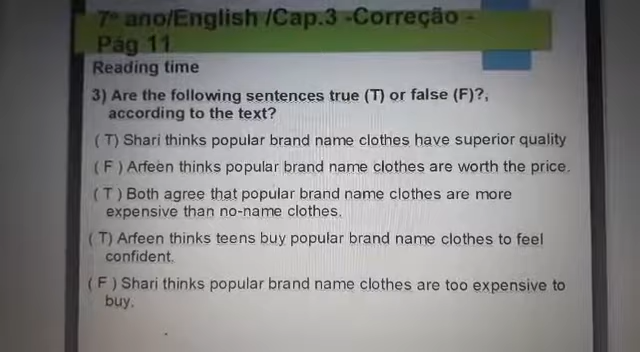 7º ano/English /Cap.3 -Correção -
Pág 11
Reading time
3) Are the following sentences true (T) or false (F)?,
according to the text?
( T) Shari thinks popular brand name clothes have superior quality
( F ) Arfeen thinks popular brand name clothes are worth the price.
( T ) Both agree that popular brand name clothes are more
expensive than no-name clothes.
( T) Arfeen thinks teens buy popular brand name clothes to feel
confident.
( F ) Shari thinks popular brand name clothes are too expensive to
buy.